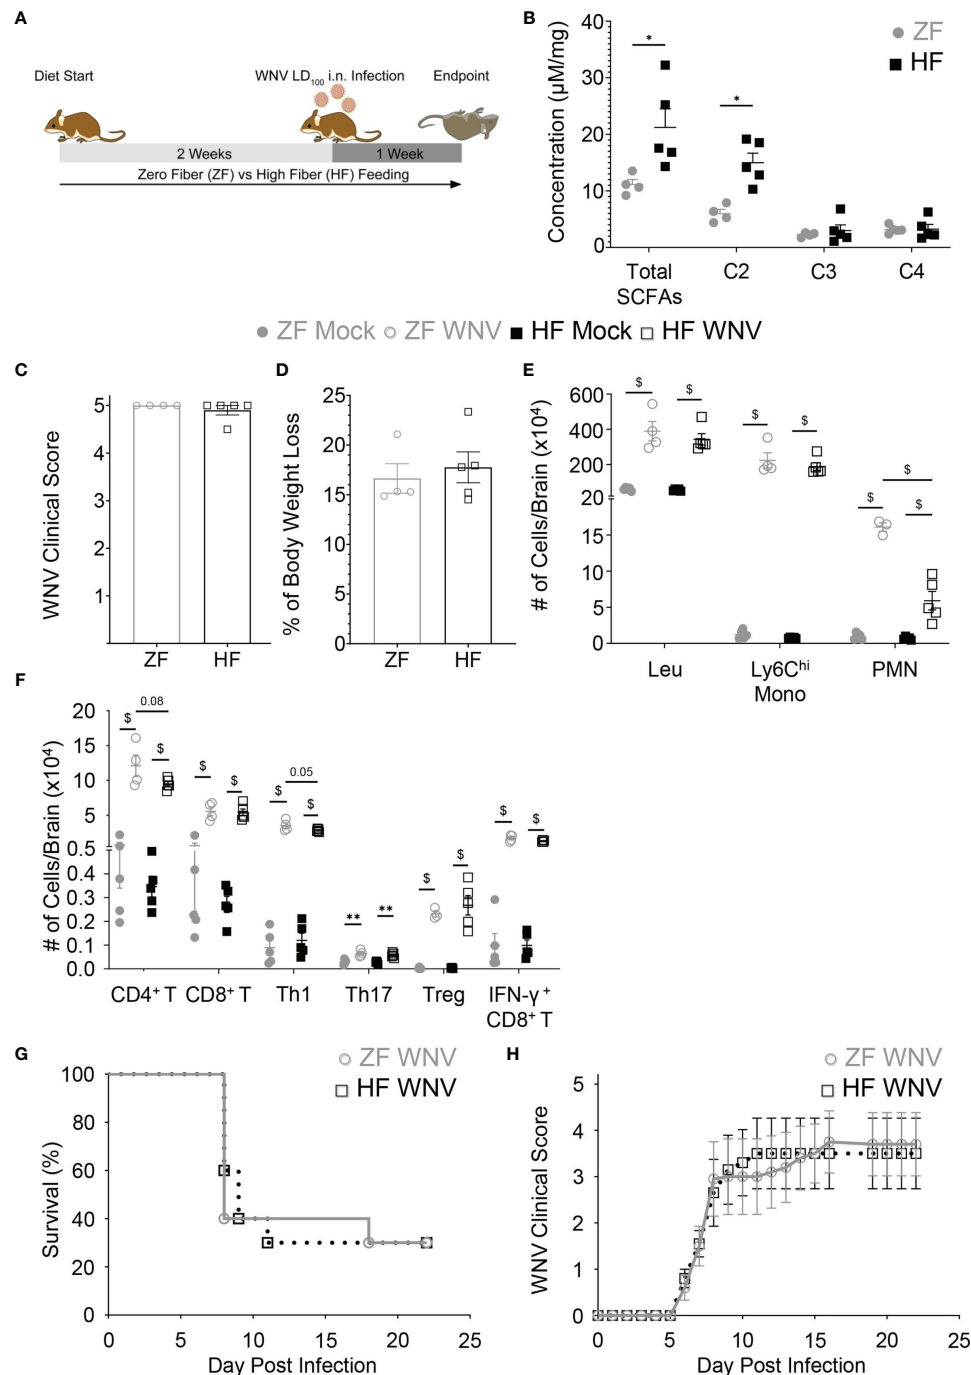 A
Diet Start
WNV LD100 i.n. Infection
Endpoint
2 Weeks
1 Week
Zero Fiber (ZF) vs High Fiber (HF) Feeding
B
ZF
HF
Concentration (µM/mg)
40
30
20
10
0
*
*
Total
SCFAs
C2
C3
C4
ZF Mock ZF WNV HF Mock HF WNV
C
WNV Clinical Score
5
4
3
2
1
ZF
HF
D
% of Body Weight Loss
25
20
15
10
5
0
ZF
HF
E
# of Cells/Brain (x10⁴)
600
400
200
20
15
10
5
0
$
$
$
$
$
$
$
Leu
Ly6Chi
Mono
PMN
F
# of Cells/Brain (x10⁴)
20
15
10
5
0.5
0.4
0.3
0.2
0.1
0.0
0.08
$
$
$
$
0.05
$
$
**
**
$
$
$
$
CD4⁺ T
CD8⁺ T
Th1
Th17
Treg
IFN-γ⁺
CD8⁺ T
G
ZF WNV
HF WNV
Survival (%)
100
80
60
40
20
0
0 5 10 15 20 25
Day Post Infection
H
ZF WNV
HF WNV
WNV Clinical Score
5
4
3
2
1
0
0 5 10 15 20 25
Day Post Infection